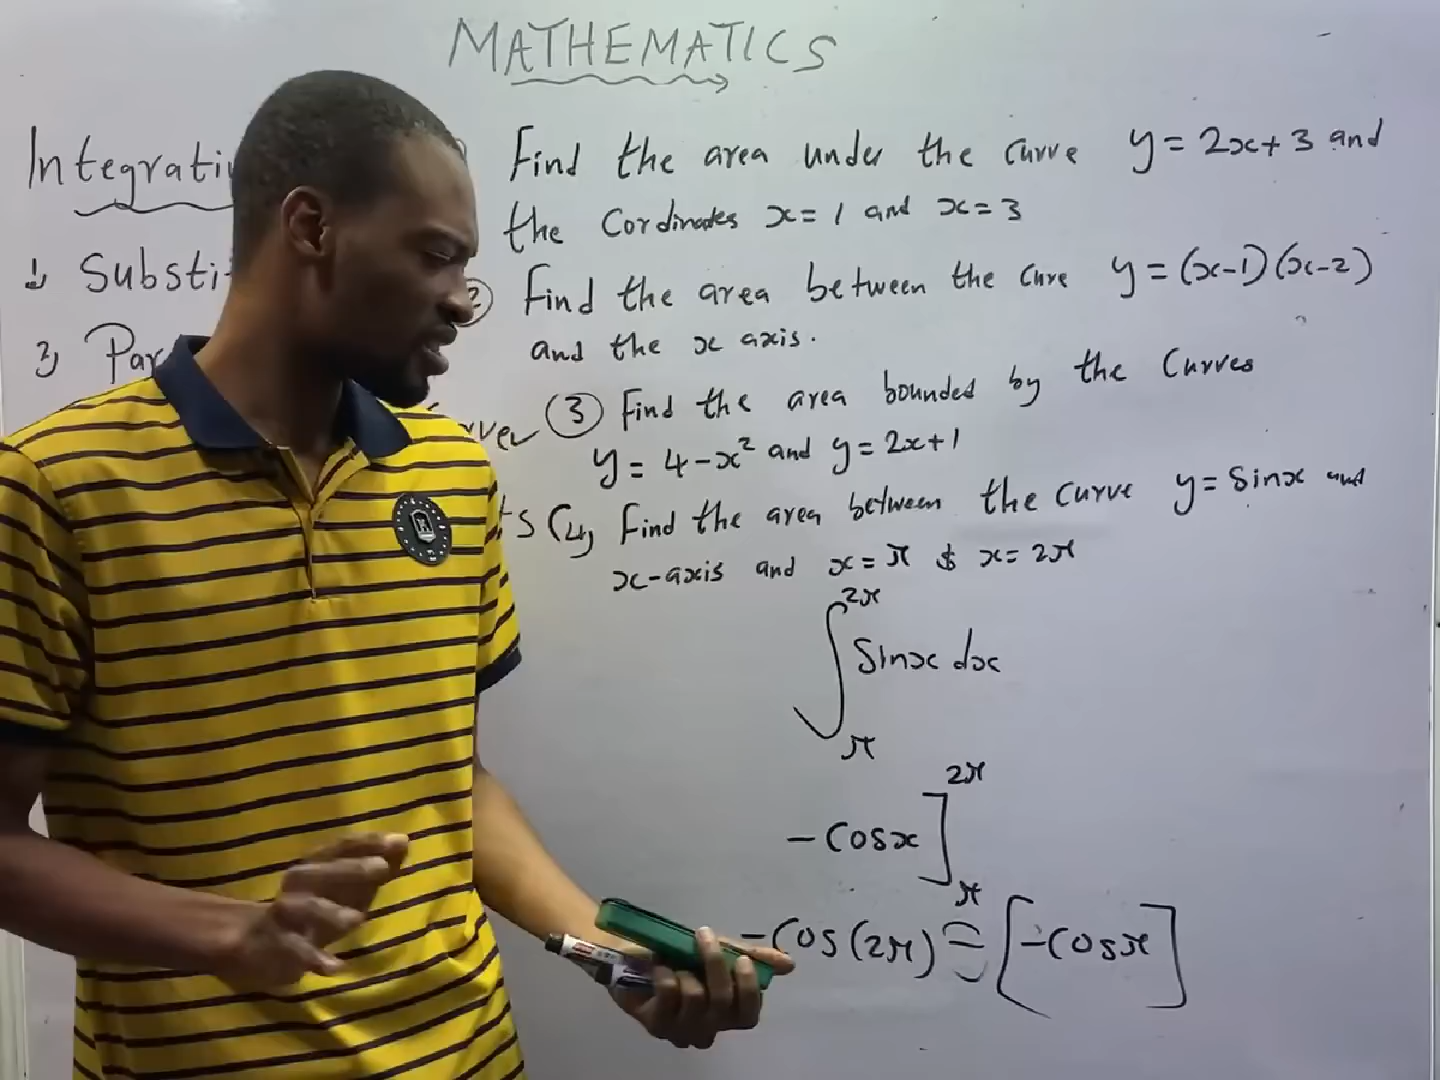 MATHEMATICS
Integrati
1, Substi
3, Par
Find the area under the curve y = 2x + 3 and
the Cordinates x = 1 and x = 3
② Find the area between the Cure y = (x-1)(x-2)
and the x axis.
③ Find the area bounded by the Curves
y = 4 - x² and y = 2x + 1
ts (4, Find the area between the Curve y = Sinx and
x-axis and x = π $ x = 2π
∫ 2π Sinx dx π
- Cosx ] 2π π
- Cos(2π) - [ - Cosπ ]